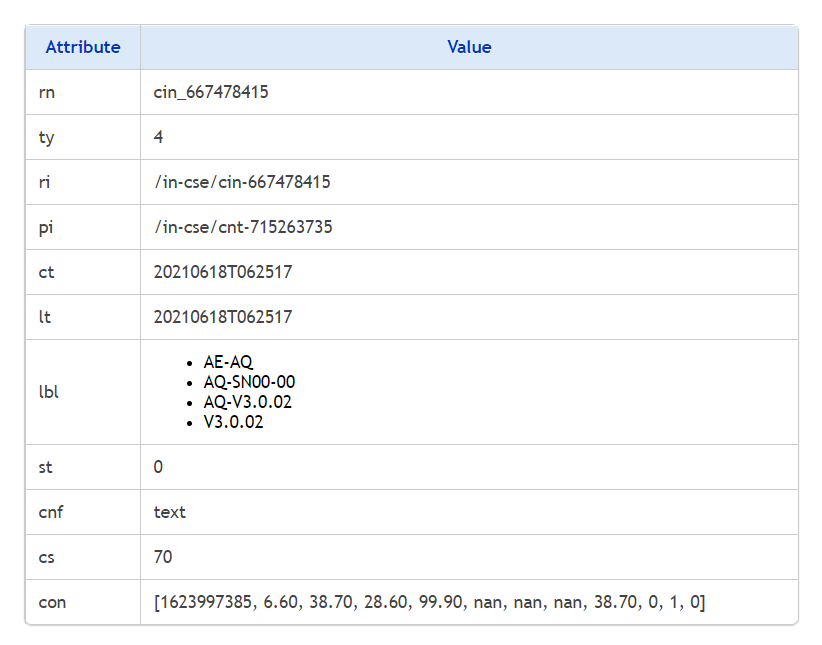 Attribute Value
rn cin_667478415
ty 4
ri /in-cse/cin-667478415
pi /in-cse/cnt-715263735
ct 20210618T062517
lt 20210618T062517
lbl
• AE-AQ
• AQ-SN00-00
• AQ-V3.0.02
• V3.0.02
st 0
cnf text
cs 70
con [1623997385, 6.60, 38.70, 28.60, 99.90, nan, nan, nan, 38.70, 0, 1, 0]